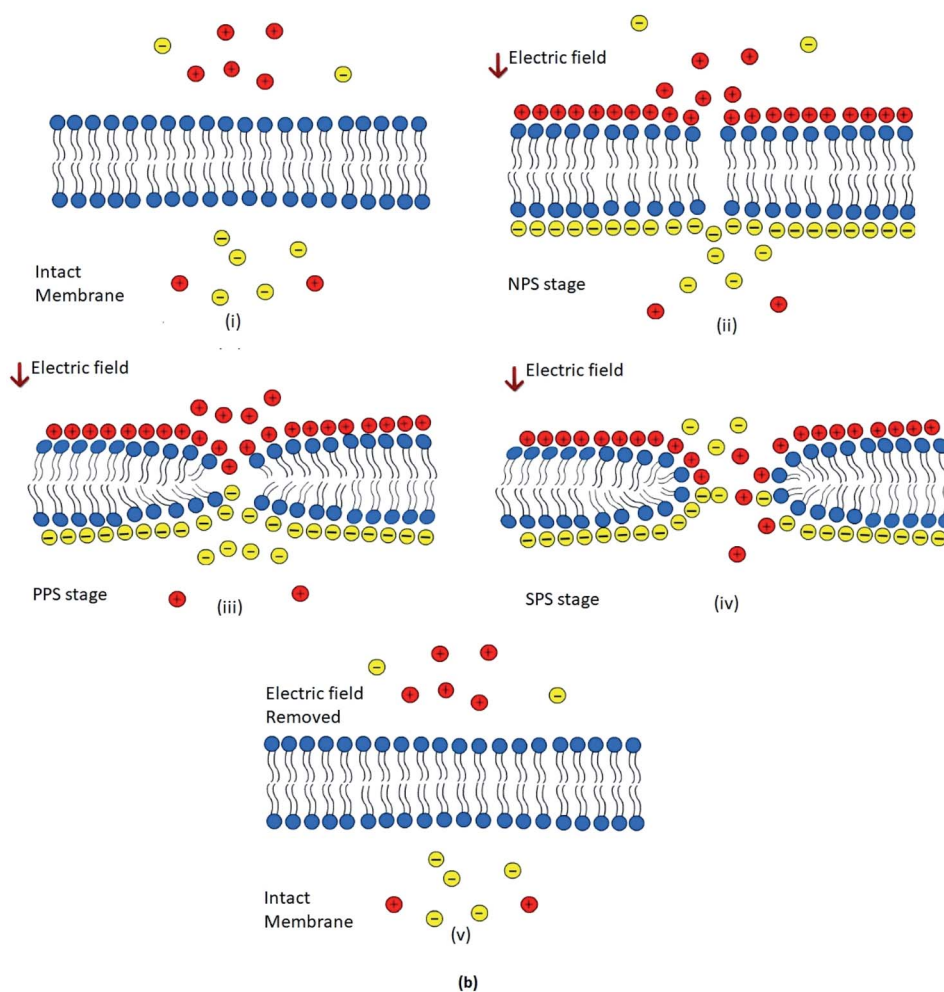 Intact
Membrane
(i)
Electric field
NPS stage
(ii)
Electric field
PPS stage
(iii)
Electric field
SPS stage
(iv)
Electric field
Removed
Intact
Membrane
(v)
(b)